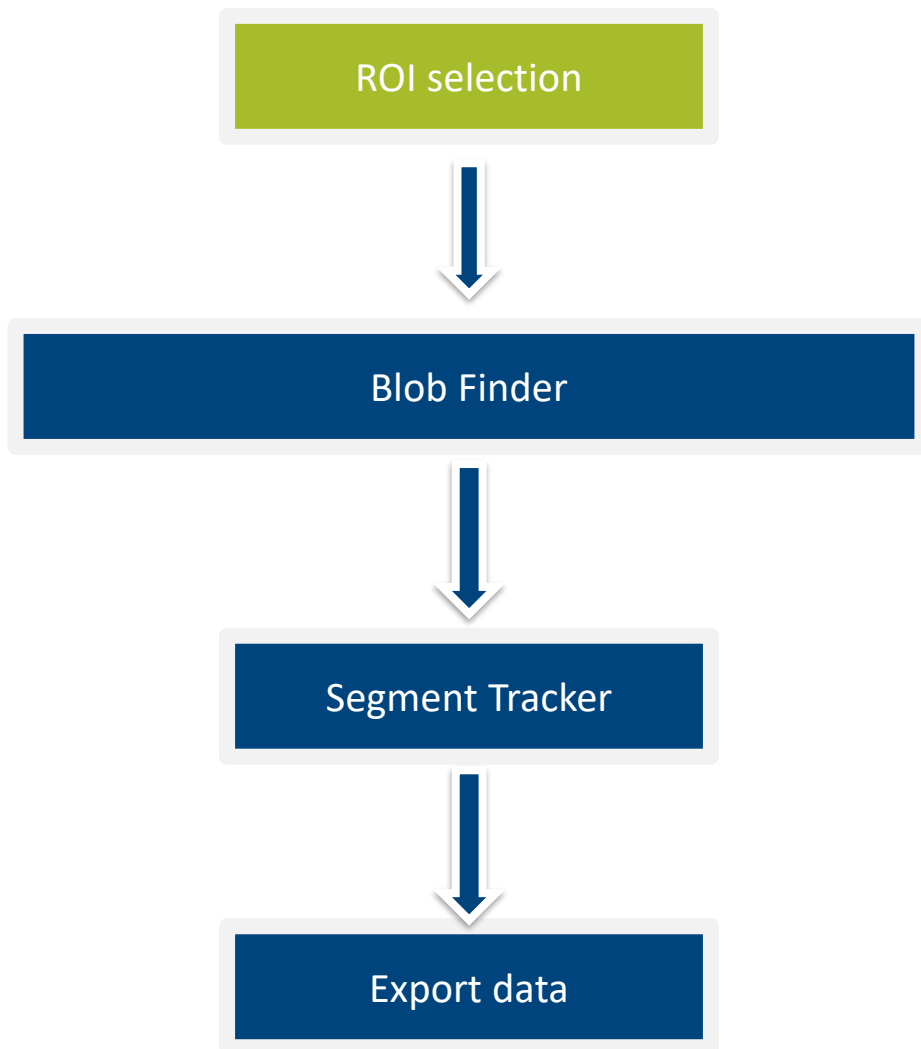 ROI selection
Blob Finder
Segment Tracker
Export data